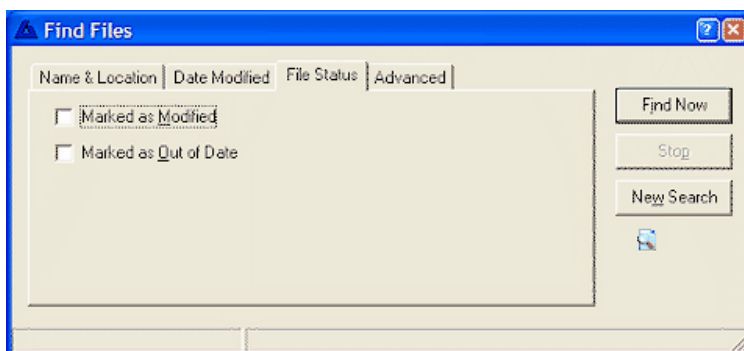 Find Files
Name & Location Date Modified File Status Advanced
Marked as Modified
Marked as Out of Date
Find Now
Stop
New Search